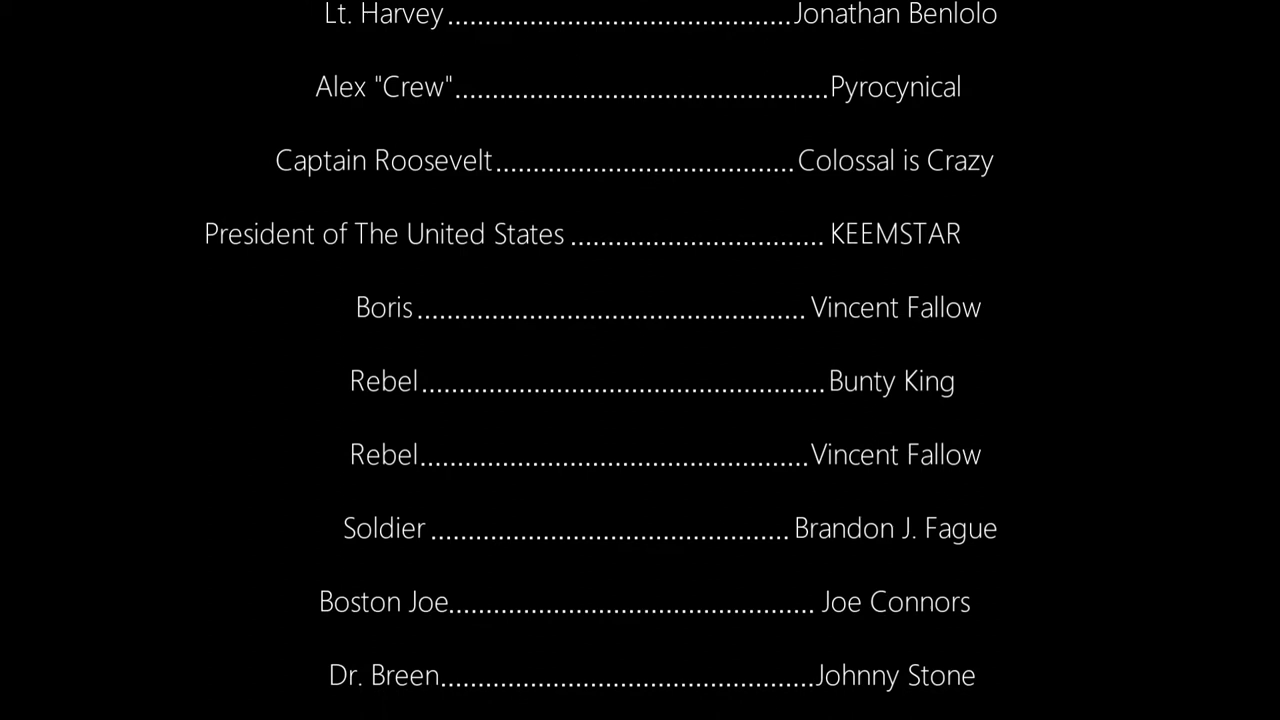 Lt. Harvey......................................Jonathan Benlolo
Alex "Crew".........................................Pyrocynical
Captain Roosevelt.................................Colossal is Crazy
President of The United States ............................ KEEMSTAR
Boris........................................... Vincent Fallow
Rebel.............................................Bunty King
Rebel...........................................Vincent Fallow
Soldier ........................................ Brandon J. Fague
Boston Joe........................................ Joe Connors
Dr. Breen.........................................Johnny Stone